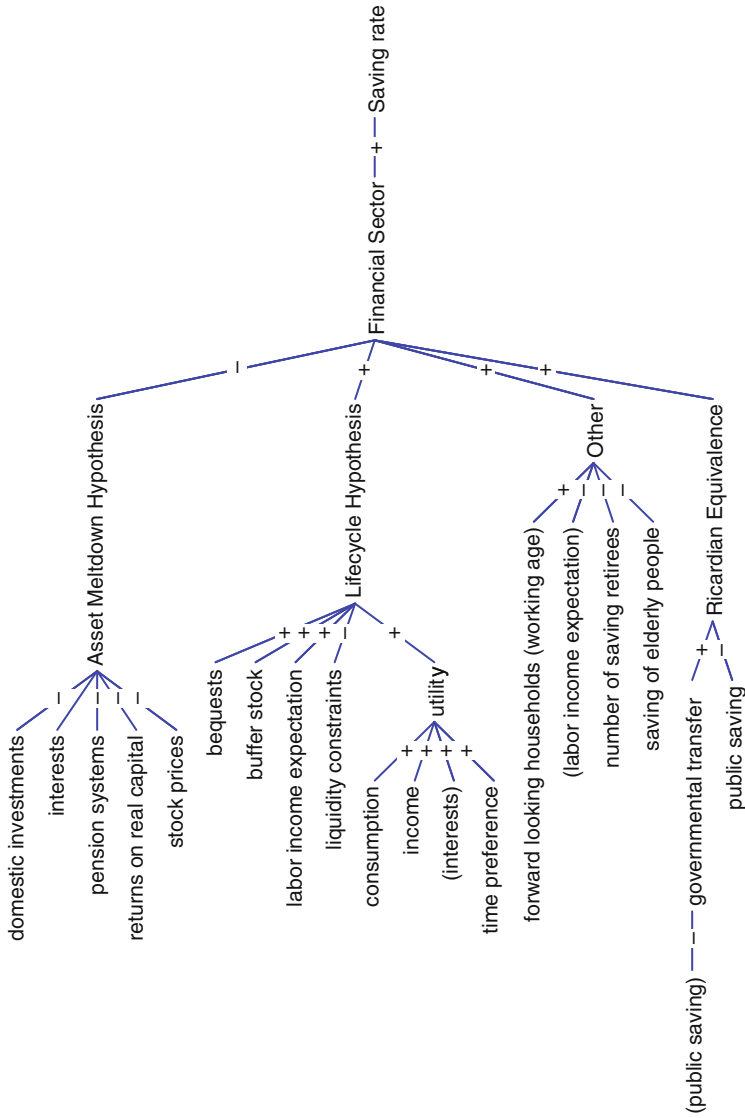 domestic investments
interests
pension systems
returns on real capital
stock prices
– – – –
Asset Meltdown Hypothesis
–
bequests
buffer stock
labor income expectation
liquidity constraints
+ + + –
consumption
income
(interests)
time preference
+ + + +
utility
+
Lifecycle Hypothesis
+
forward looking households (working age)
(labor income expectation)
number of saving retirees
saving of elderly people
+ – – –
Other
+
(public saving) – governmental transfer
public saving
+ –
Ricardian Equivalence
+
Financial Sector + Saving rate